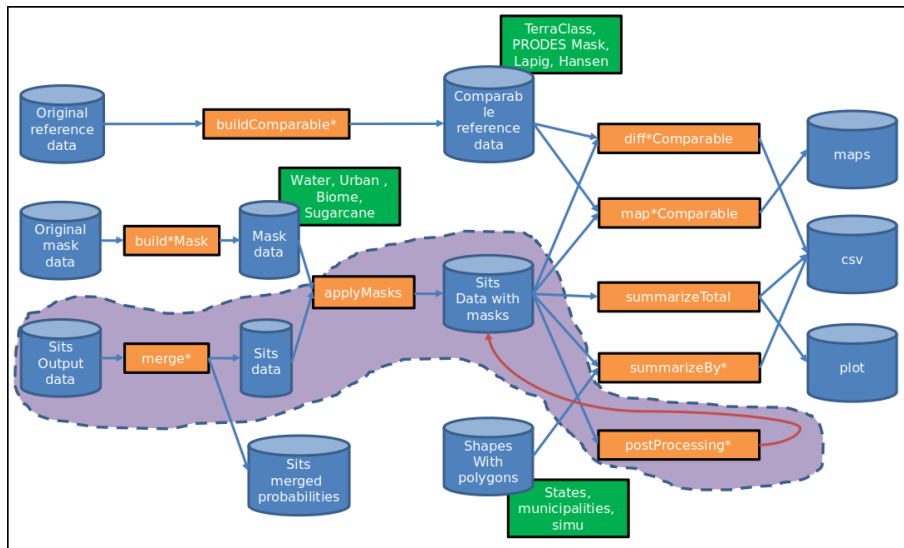 TerraClass,
PRODES Mask,
Lapig, Hansen
Original
reference
data
buildComparable*
Comparab
le
reference
data
diff*Comparable
maps
Water, Urban ,
Biome,
Sugarcane
Original
mask
data
build*Mask
Mask
data
map*Comparable
csv
applyMasks
Sits
Data with
masks
summarizeTotal
Sits
Output
data
merge*
Sits
data
summarizeBy*
plot
Sits
merged
probabilities
Shapes
With
polygons
postProcessing*
States,
municipalities,
simu